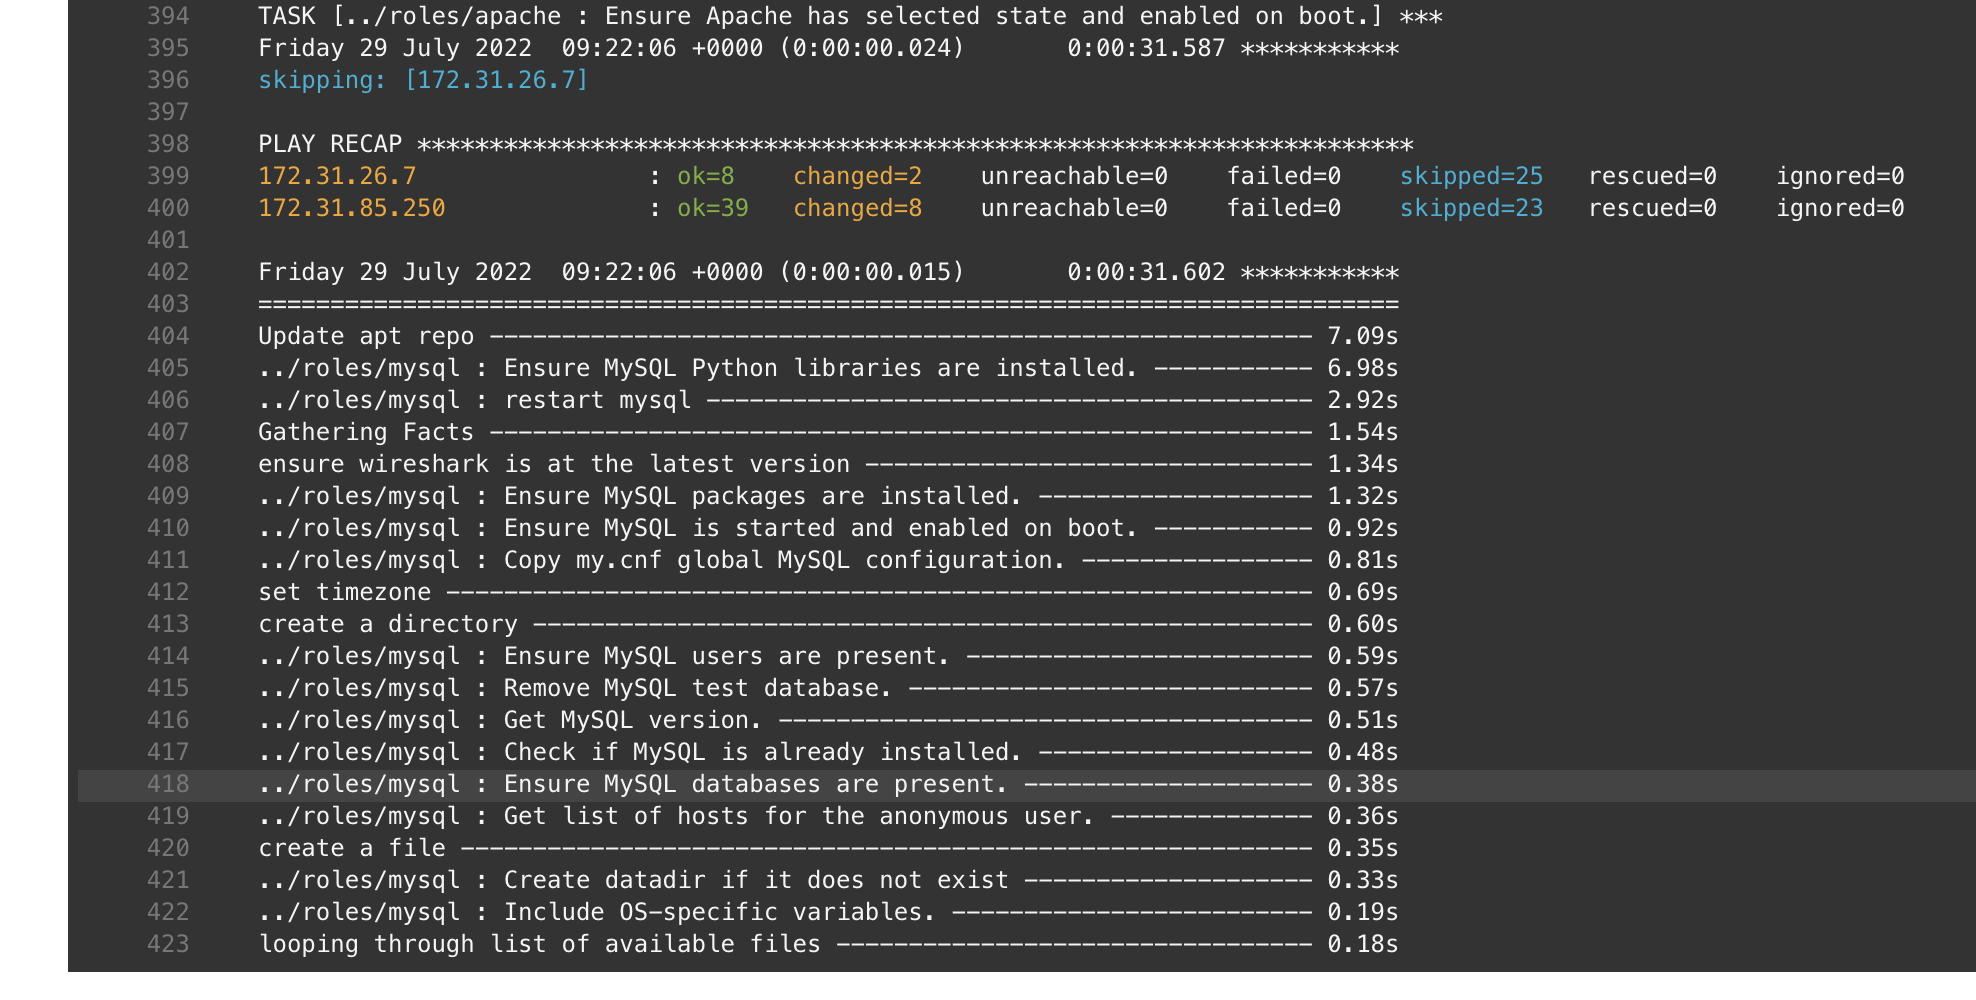 394 TASK [../roles/apache : Ensure Apache has selected state and enabled on boot.] ***
395 Friday 29 July 2022  09:22:06 +0000 (0:00:00.024)       0:00:31.587 ***********
396 skipping: [172.31.26.7]
397
398 PLAY RECAP *********************************************************************
399 172.31.26.7                : ok=8    changed=2    unreachable=0    failed=0    skipped=25   rescued=0    ignored=0
400 172.31.85.250              : ok=39   changed=8    unreachable=0    failed=0    skipped=23   rescued=0    ignored=0
401
402 Friday 29 July 2022  09:22:06 +0000 (0:00:00.015)       0:00:31.602 ***********
403 ===============================================================================
404 Update apt repo --------------------------------------------------------- 7.09s
405 ../roles/mysql : Ensure MySQL Python libraries are installed. ----------- 6.98s
406 ../roles/mysql : restart mysql ------------------------------------------ 2.92s
407 Gathering Facts --------------------------------------------------------- 1.54s
408 ensure wireshark is at the latest version ------------------------------- 1.34s
409 ../roles/mysql : Ensure MySQL packages are installed. ------------------- 1.32s
410 ../roles/mysql : Ensure MySQL is started and enabled on boot. ----------- 0.92s
411 ../roles/mysql : Copy my.cnf global MySQL configuration. ---------------- 0.81s
412 set timezone ------------------------------------------------------------ 0.69s
413 create a directory ------------------------------------------------------ 0.60s
414 ../roles/mysql : Ensure MySQL users are present. ------------------------ 0.59s
415 ../roles/mysql : Remove MySQL test database. ---------------------------- 0.57s
416 ../roles/mysql : Get MySQL version. ------------------------------------- 0.51s
417 ../roles/mysql : Check if MySQL is already installed. ------------------- 0.48s
418 ../roles/mysql : Ensure MySQL databases are present. -------------------- 0.38s
419 ../roles/mysql : Get list of hosts for the anonymous user. -------------- 0.36s
420 create a file ----------------------------------------------------------- 0.35s
421 ../roles/mysql : Create datadir if it does not exist -------------------- 0.33s
422 ../roles/mysql : Include OS-specific variables. ------------------------- 0.19s
423 looping through list of available files --------------------------------- 0.18s